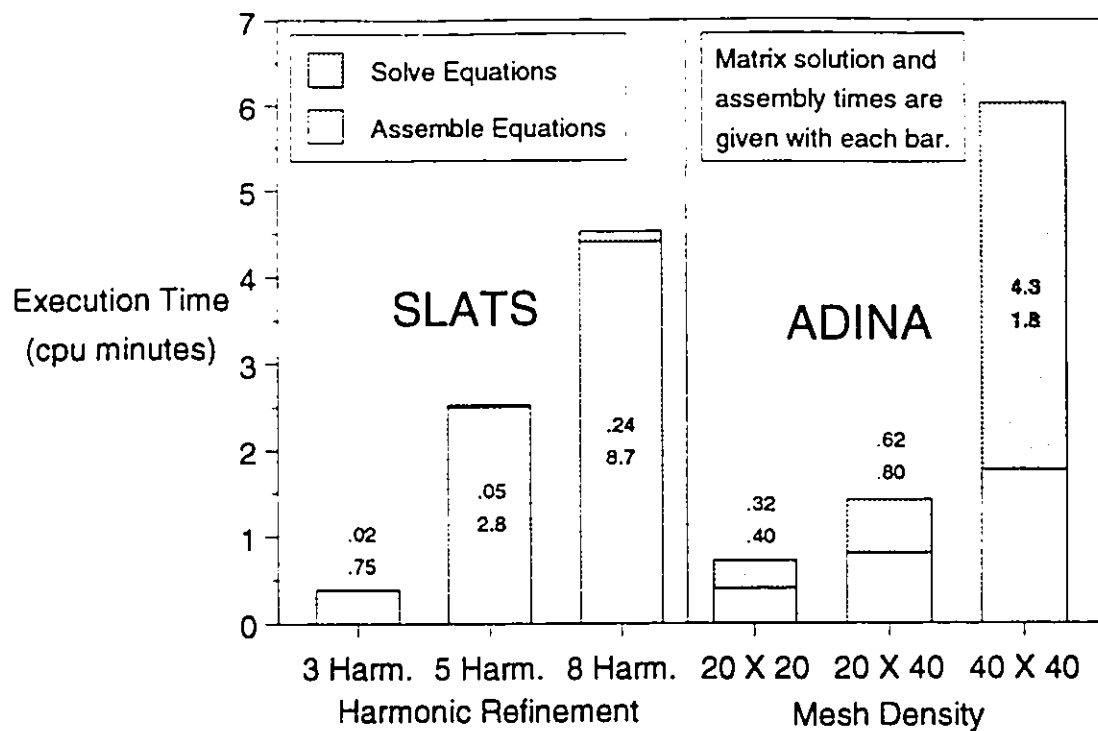 7
6
5
4
3
2
1
0
Execution Time
(cpu minutes)
Solve Equations
Assemble Equations
Matrix solution and
assembly times are
given with each bar.
SLATS
ADINA
.02
.75
.05
2.8
.24
8.7
.32
.40
.62
.80
4.3
1.8
3 Harm. 5 Harm. 8 Harm. 20 X 20 20 X 40 40 X 40
Harmonic Refinement
Mesh Density